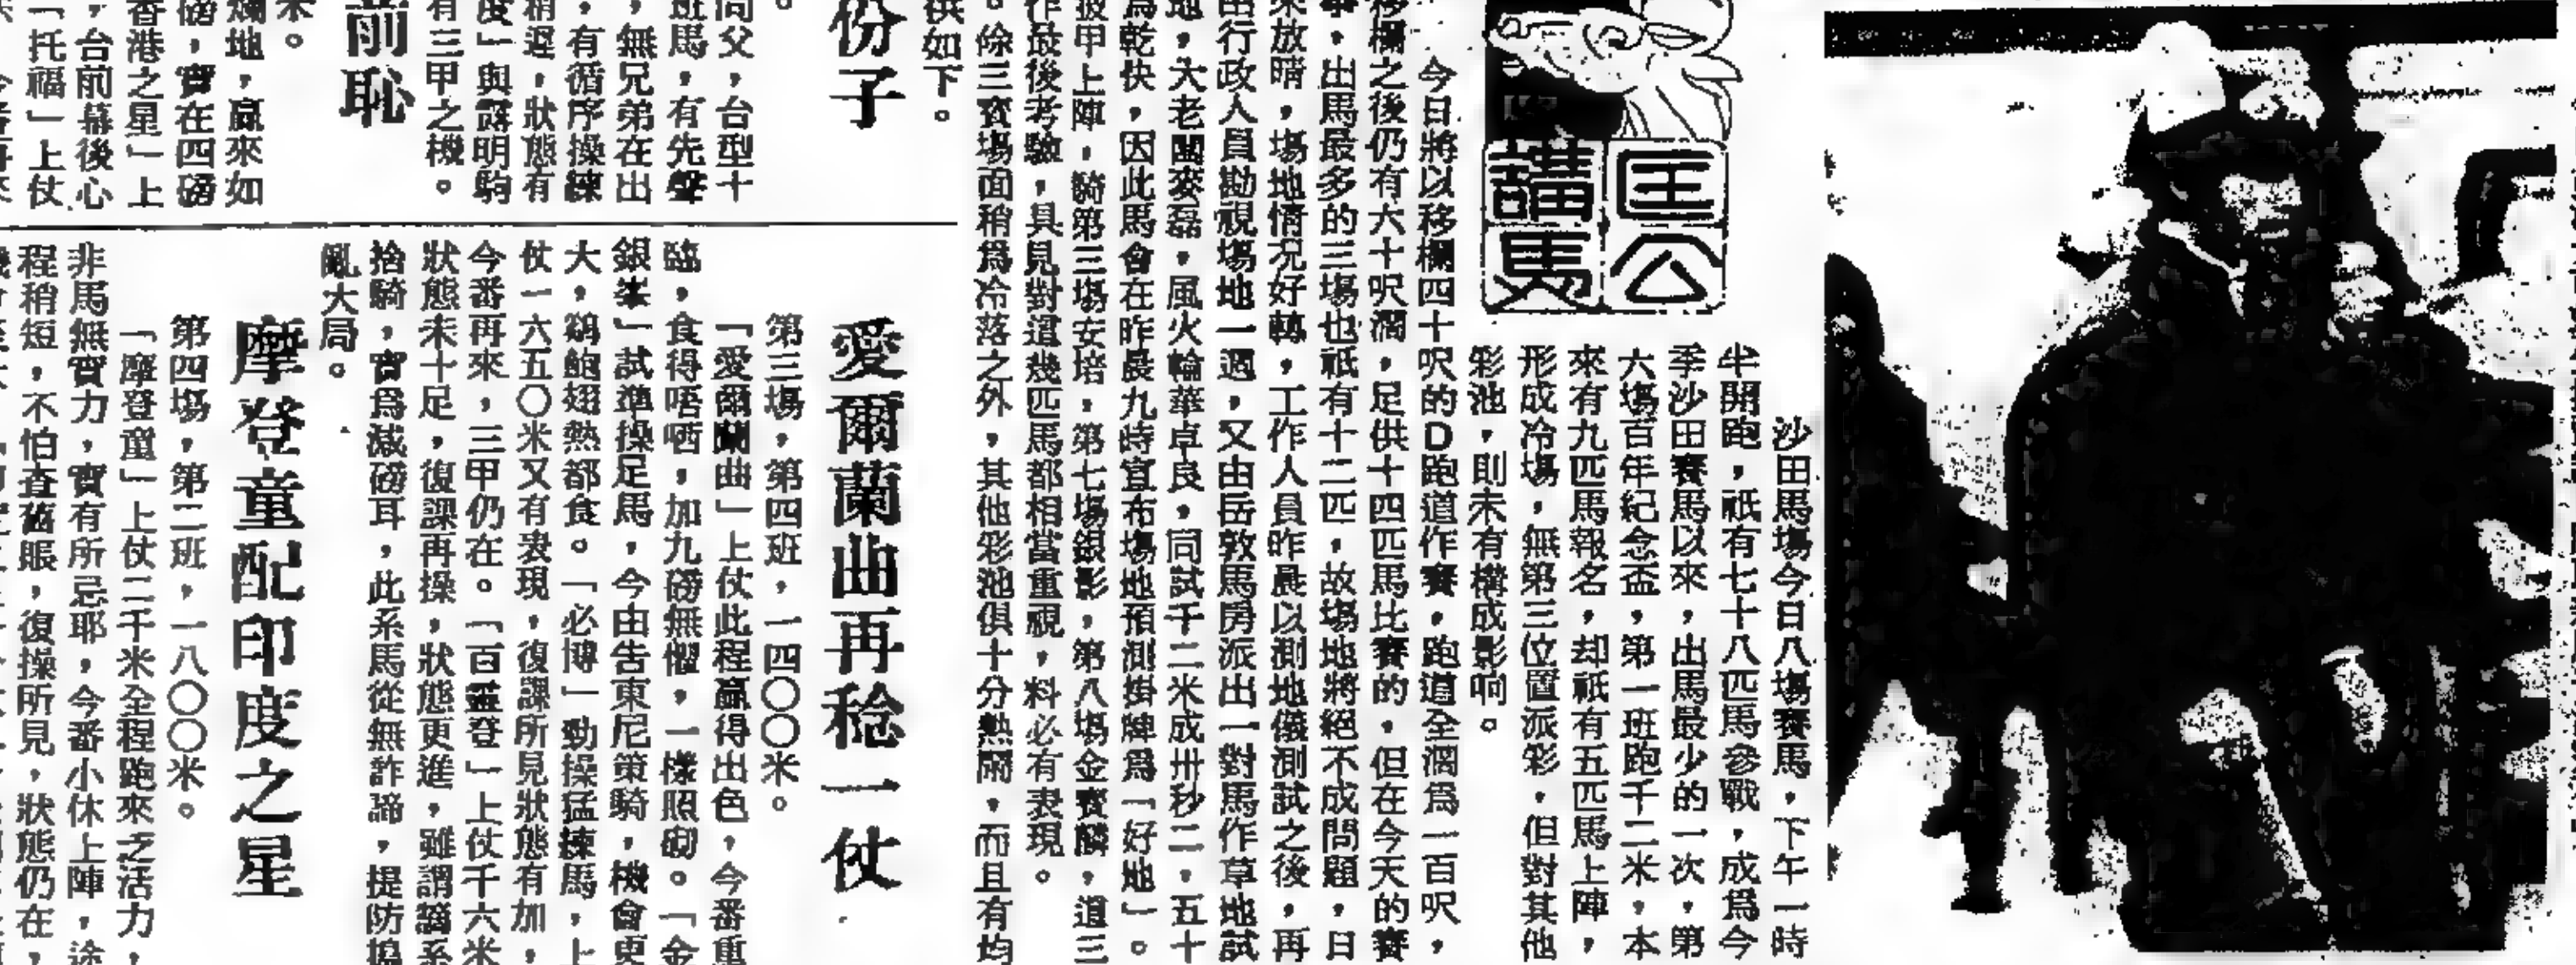 匡公
講馬
沙田馬場今日八場賽馬，下午一時
半開跑，祇有七十八匹馬參戰，成爲今
季沙田賽馬以來，出馬最少的一次，第
六場百年紀念盃，第一班跑千二米，本
來有九匹馬報名，却祇有五匹馬上陣，
形成冷場，無第三位置派彩，但對其他
彩池，則未有構成影响。
今日將以移欄四十呎的D跑道作賽，跑道全濶爲一百呎，
移欄之後仍有六十呎濶，足供十四匹馬比賽的，但在今天的賽
事，出馬最多的三場也祇有十二匹，故場地將絕不成問題，日
來放晴，場地情况好轉，工作人員昨晨以測地儀測試之後，再
由行政人員勘視場地一週，又由岳敦馬房派出一對馬作草地試
地，大老闆麥磊，風火輪華卓良，同試千二米成卅秒二，五十
爲乾快，因此馬會在昨晨九時宣布場地預測掛牌爲「好地」。
披甲上陣，騎第三場安培，第七場銀影，第八場金寶麟，這三
作最後考驗，具見對這幾匹馬都相當重視，料必有表現。
。除三寳場面稍爲冷落之外，其他彩池俱十分熱鬧，而且有均
供如下。
份子
同父，台型十
班馬，有先聲
，無兄弟在出
，有循序操練
稍遲，狀態有
度」與露明駒
有三甲之機。
前恥
米。
爛地，贏來如
磅，實在四磅
香港之星」上
，台前幕後心
「托福」上仗
愛爾蘭曲再稔一仗
第三場，第四班，一四〇〇米。
「愛爾蘭曲」上仗此程贏得出色，今番重
臨，食得唔晒，加九磅無懼，一樣照砌。「金
銀峯」試準操足馬，今由告東尼策騎，機會更
大，鷄鮑翅熱都食。「必博」勁操猛揀馬，上
仗一六五〇米又有表現，復課所見狀態有加，
今番再來，三甲仍在。「百盝登」上仗千六米
狀態未十足，復課再操，狀態更進，雖謂謠系
捨騎，實爲減磅耳，此系馬從無詐諦，提防搗
亂大局。
摩登童配印度之星
第四場，第二班，一八〇〇米。
「摩登童」上仗二千米全程跑來乏活力，
非馬無實力，實有所忌耶，今番小休上陣，途
程稍短，不怕查舊賬，復操所見，狀態仍在，